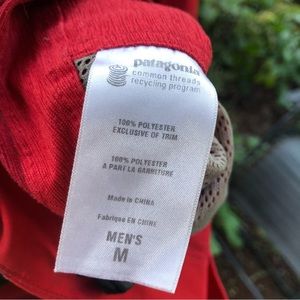 patagonia
common threads
recycling program
100% POLYESTER
EXCLUSIVE OF TRIM
100% POLYESTER
A PART LA GARNITURE
Made in CHINA
Fabrique EN CHINE
MEN'S
M